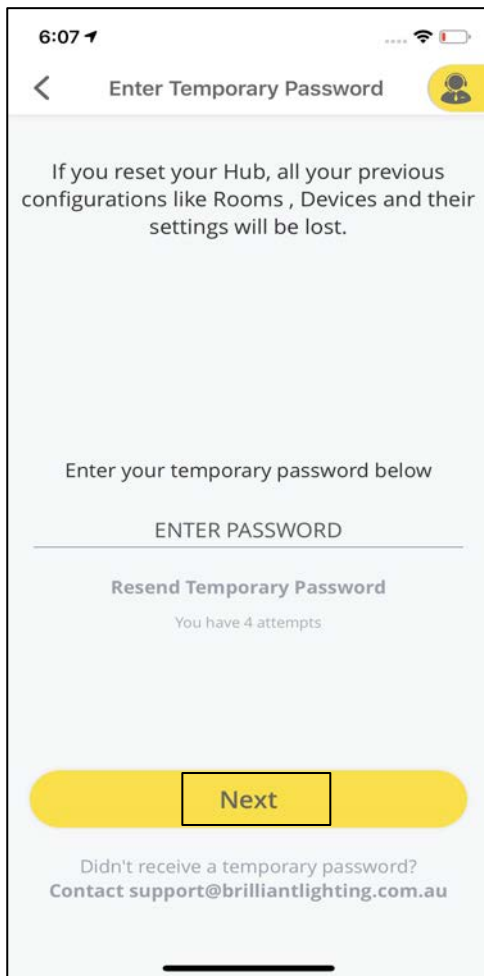 6:07
Enter Temporary Password
If you reset your Hub, all your previous
configurations like Rooms , Devices and their
settings will be lost.
Enter your temporary password below
ENTER PASSWORD
Resend Temporary Password
You have 4 attempts
Next
Didn't receive a temporary password?
Contact support@brilliantlighting.com.au